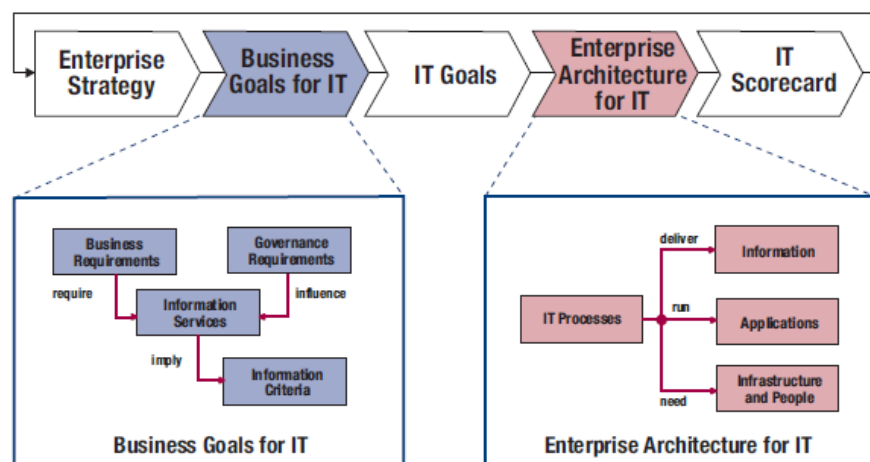 Enterprise
Strategy
Business
Goals for IT
IT Goals
Enterprise
Architecture
for IT
IT
Scorecard
Business
Requirements
Governance
Requirements
require
influence
Information
Services
imply
Information
Criteria
Business Goals for IT
deliver
Information
IT Processes
run
Applications
Infrastructure
and People
need
Enterprise Architecture for IT